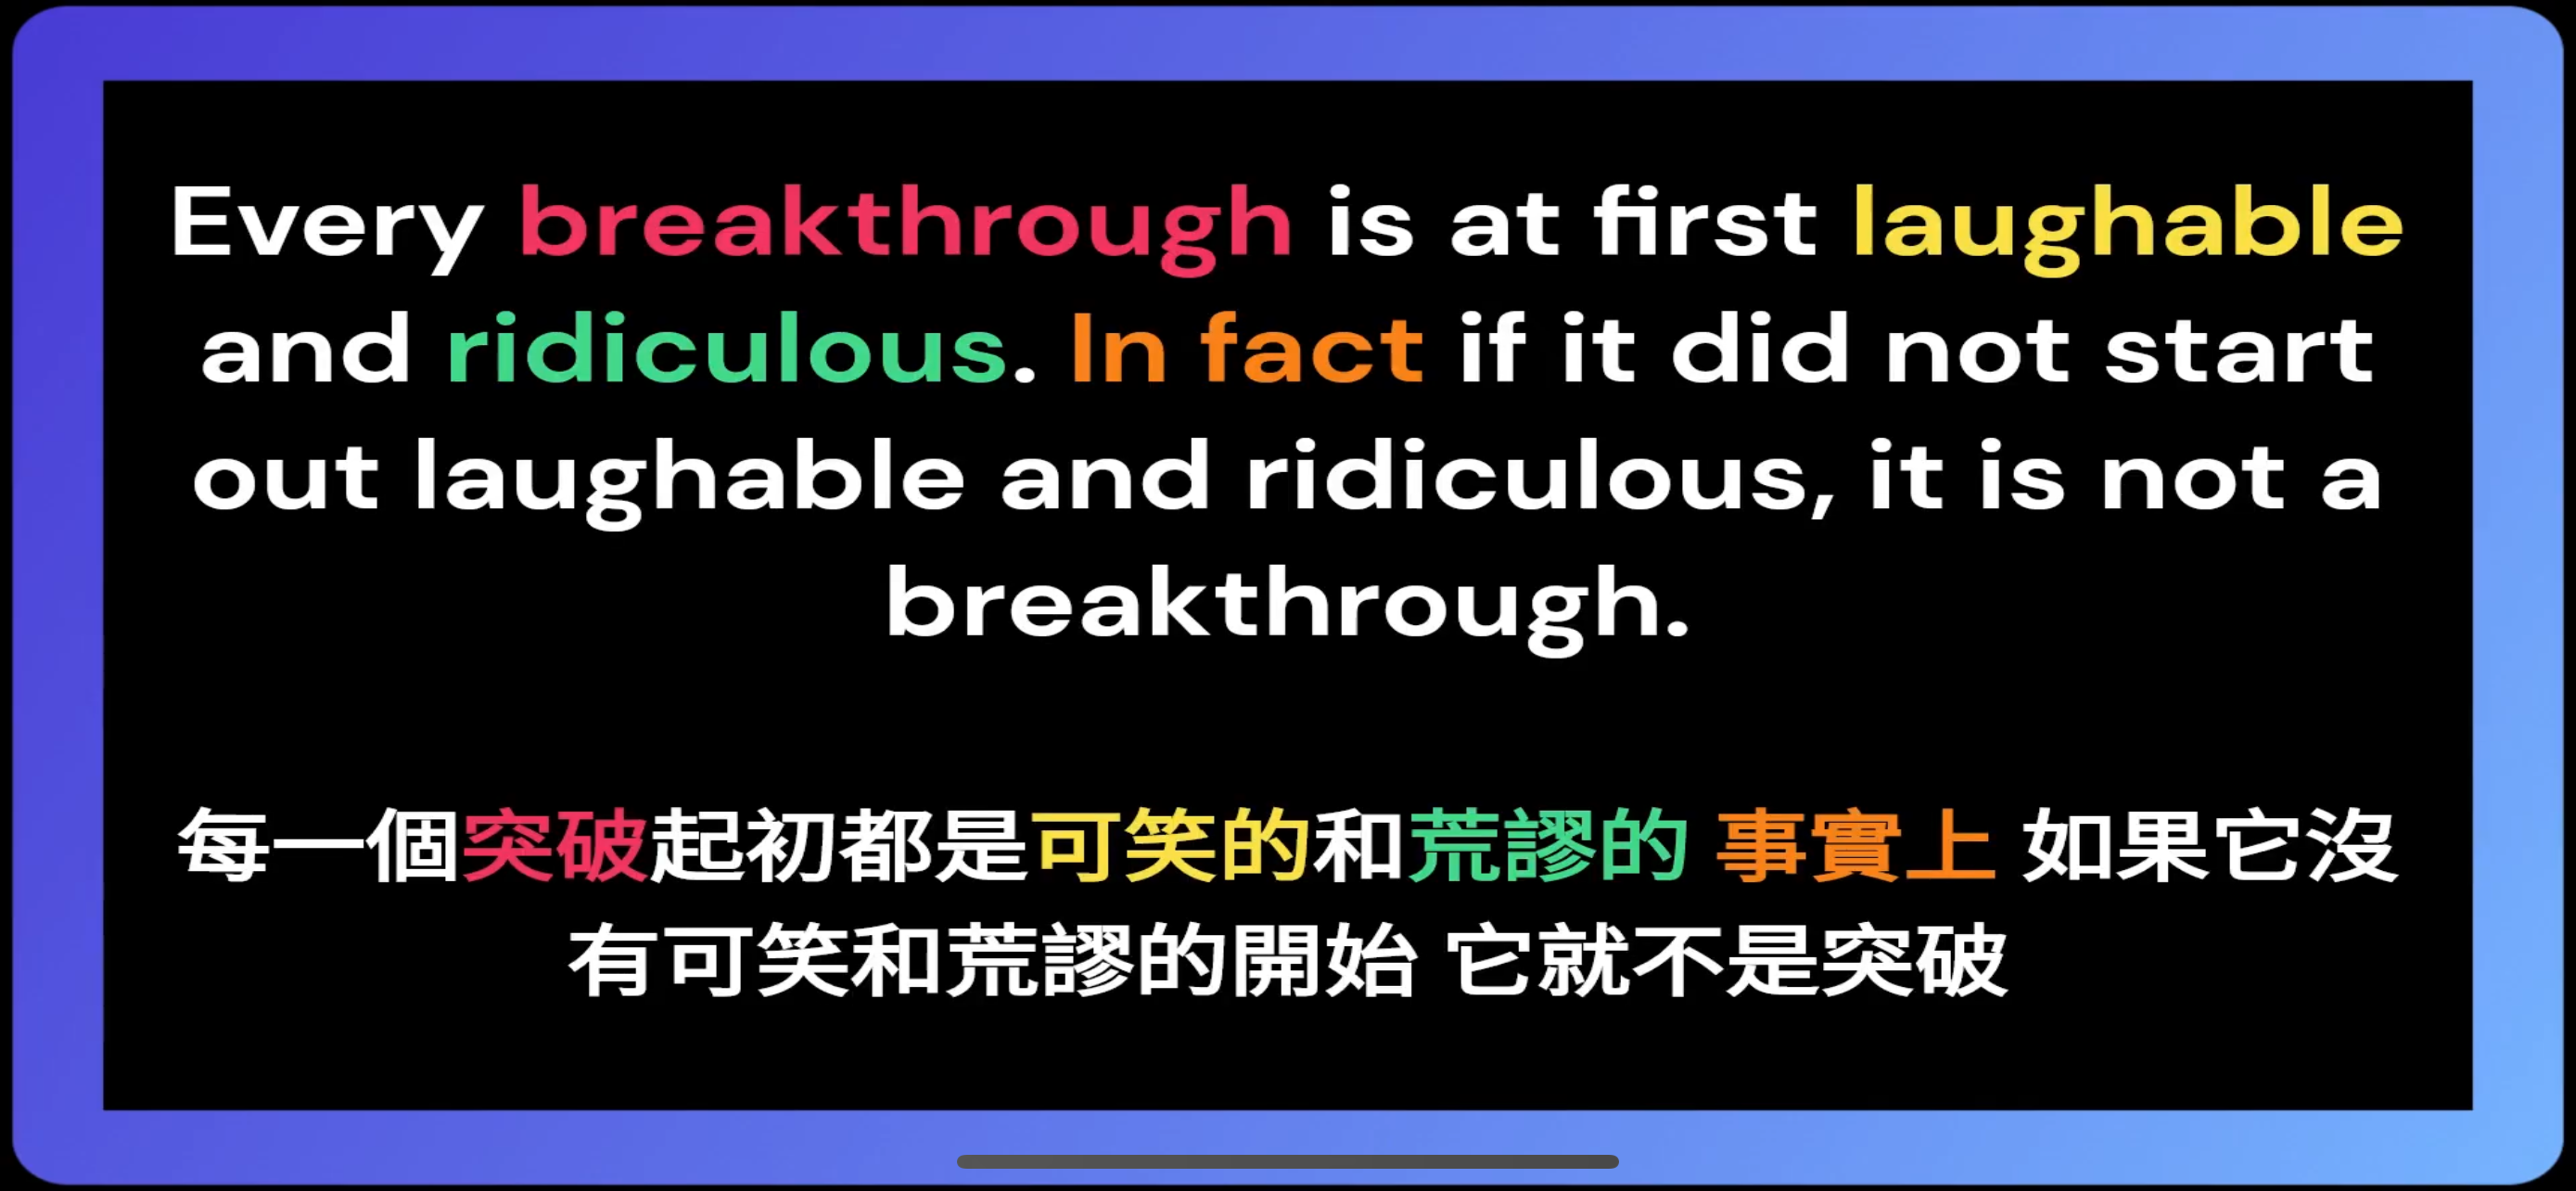 Every breakthrough is at first laughable
and ridiculous. In fact if it did not start
out laughable and ridiculous, it is not a
breakthrough.
每一個突破起初都是可笑的和荒謬的 事實上 如果它沒
有可笑和荒謬的開始 它就不是突破